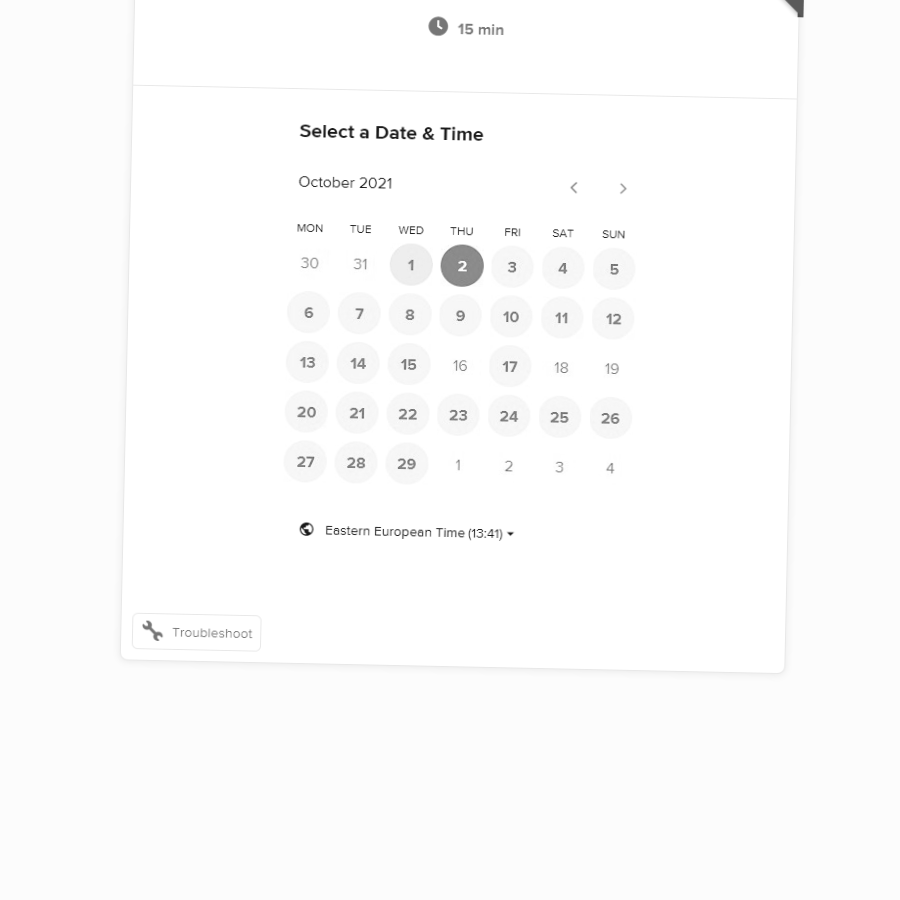 15 min
Select a Date & Time
October 2021
MON TUE WED THU FRI SAT SUN
30 31 1 2 3 4 5
6 7 8 9 10 11 12
13 14 15 16 17 18 19
20 21 22 23 24 25 26
27 28 29 1 2 3 4
Eastern European Time (13:41)
Troubleshoot